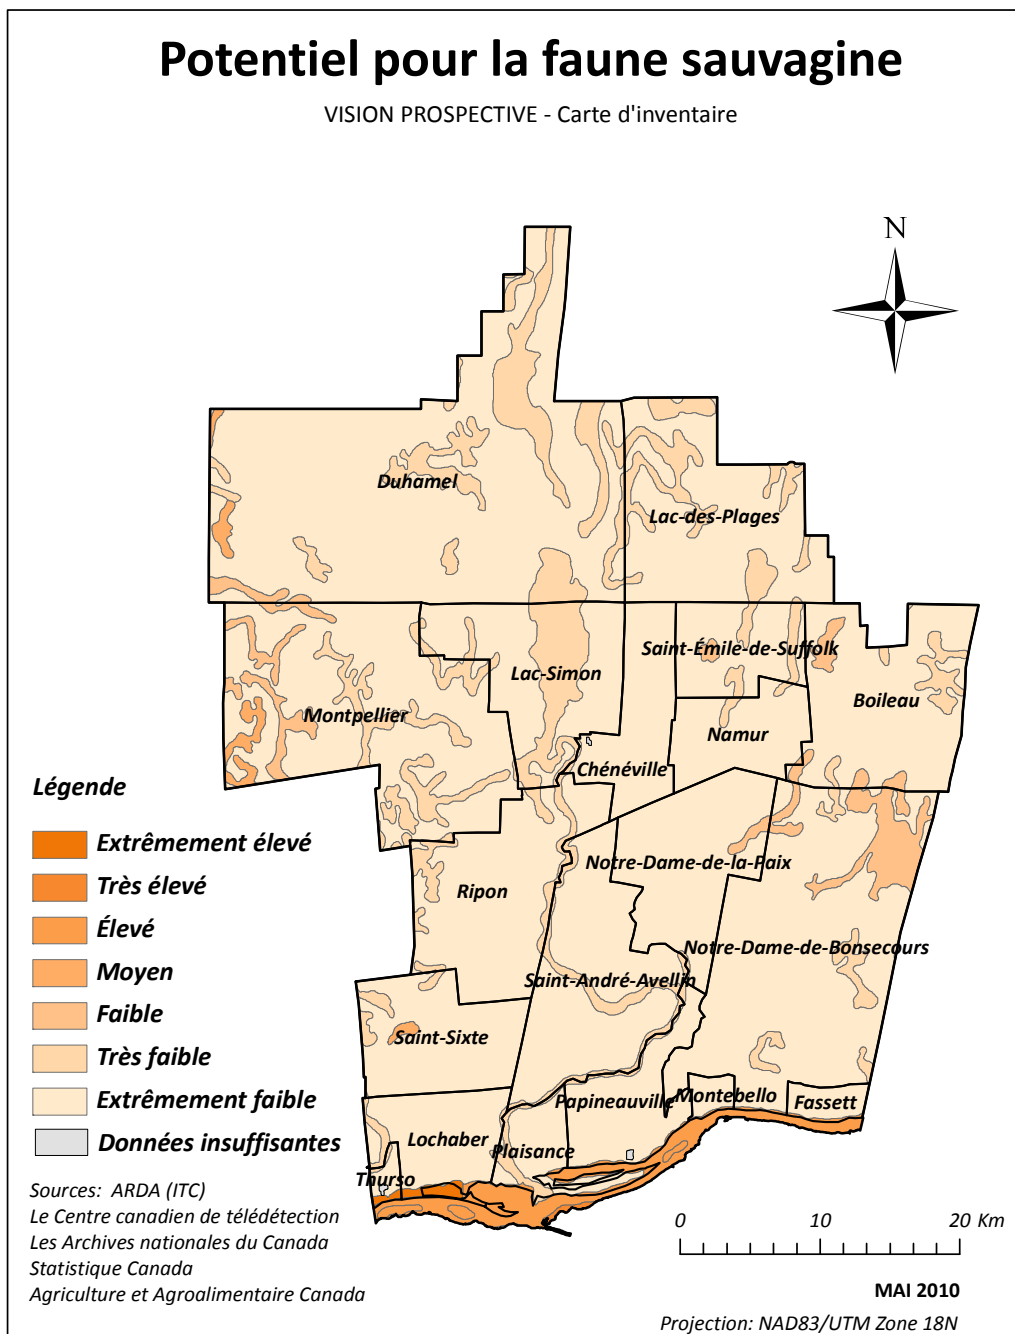 Potentiel pour la faune sauvagine
VISION PROSPECTIVE - Carte d'inventaire
N
Duhamel
Lac-des-Plages
Saint-Émile-de-Suffolk
Lac-Simon
Boileau
Montpellier
Namur
Chénéville
Notre-Dame-de-la-Paix
Ripon
Notre-Dame-de-Bonsecours
Saint-André-Avellin
Saint-Sixte
Papineauville
Montebello
Fassett
Lochaber
Plaisance
Thurso
Légende
Extrêmement élevé
Très élevé
Élevé
Moyen
Faible
Très faible
Extrêmement faible
Données insuffisantes
Sources: ARDA (ITC)
Le Centre canadien de télédétection
Les Archives nationales du Canada
Statistique Canada
Agriculture et Agroalimentaire Canada
0 10 20 Km
MAI 2010
Projection: NAD83/UTM Zone 18N